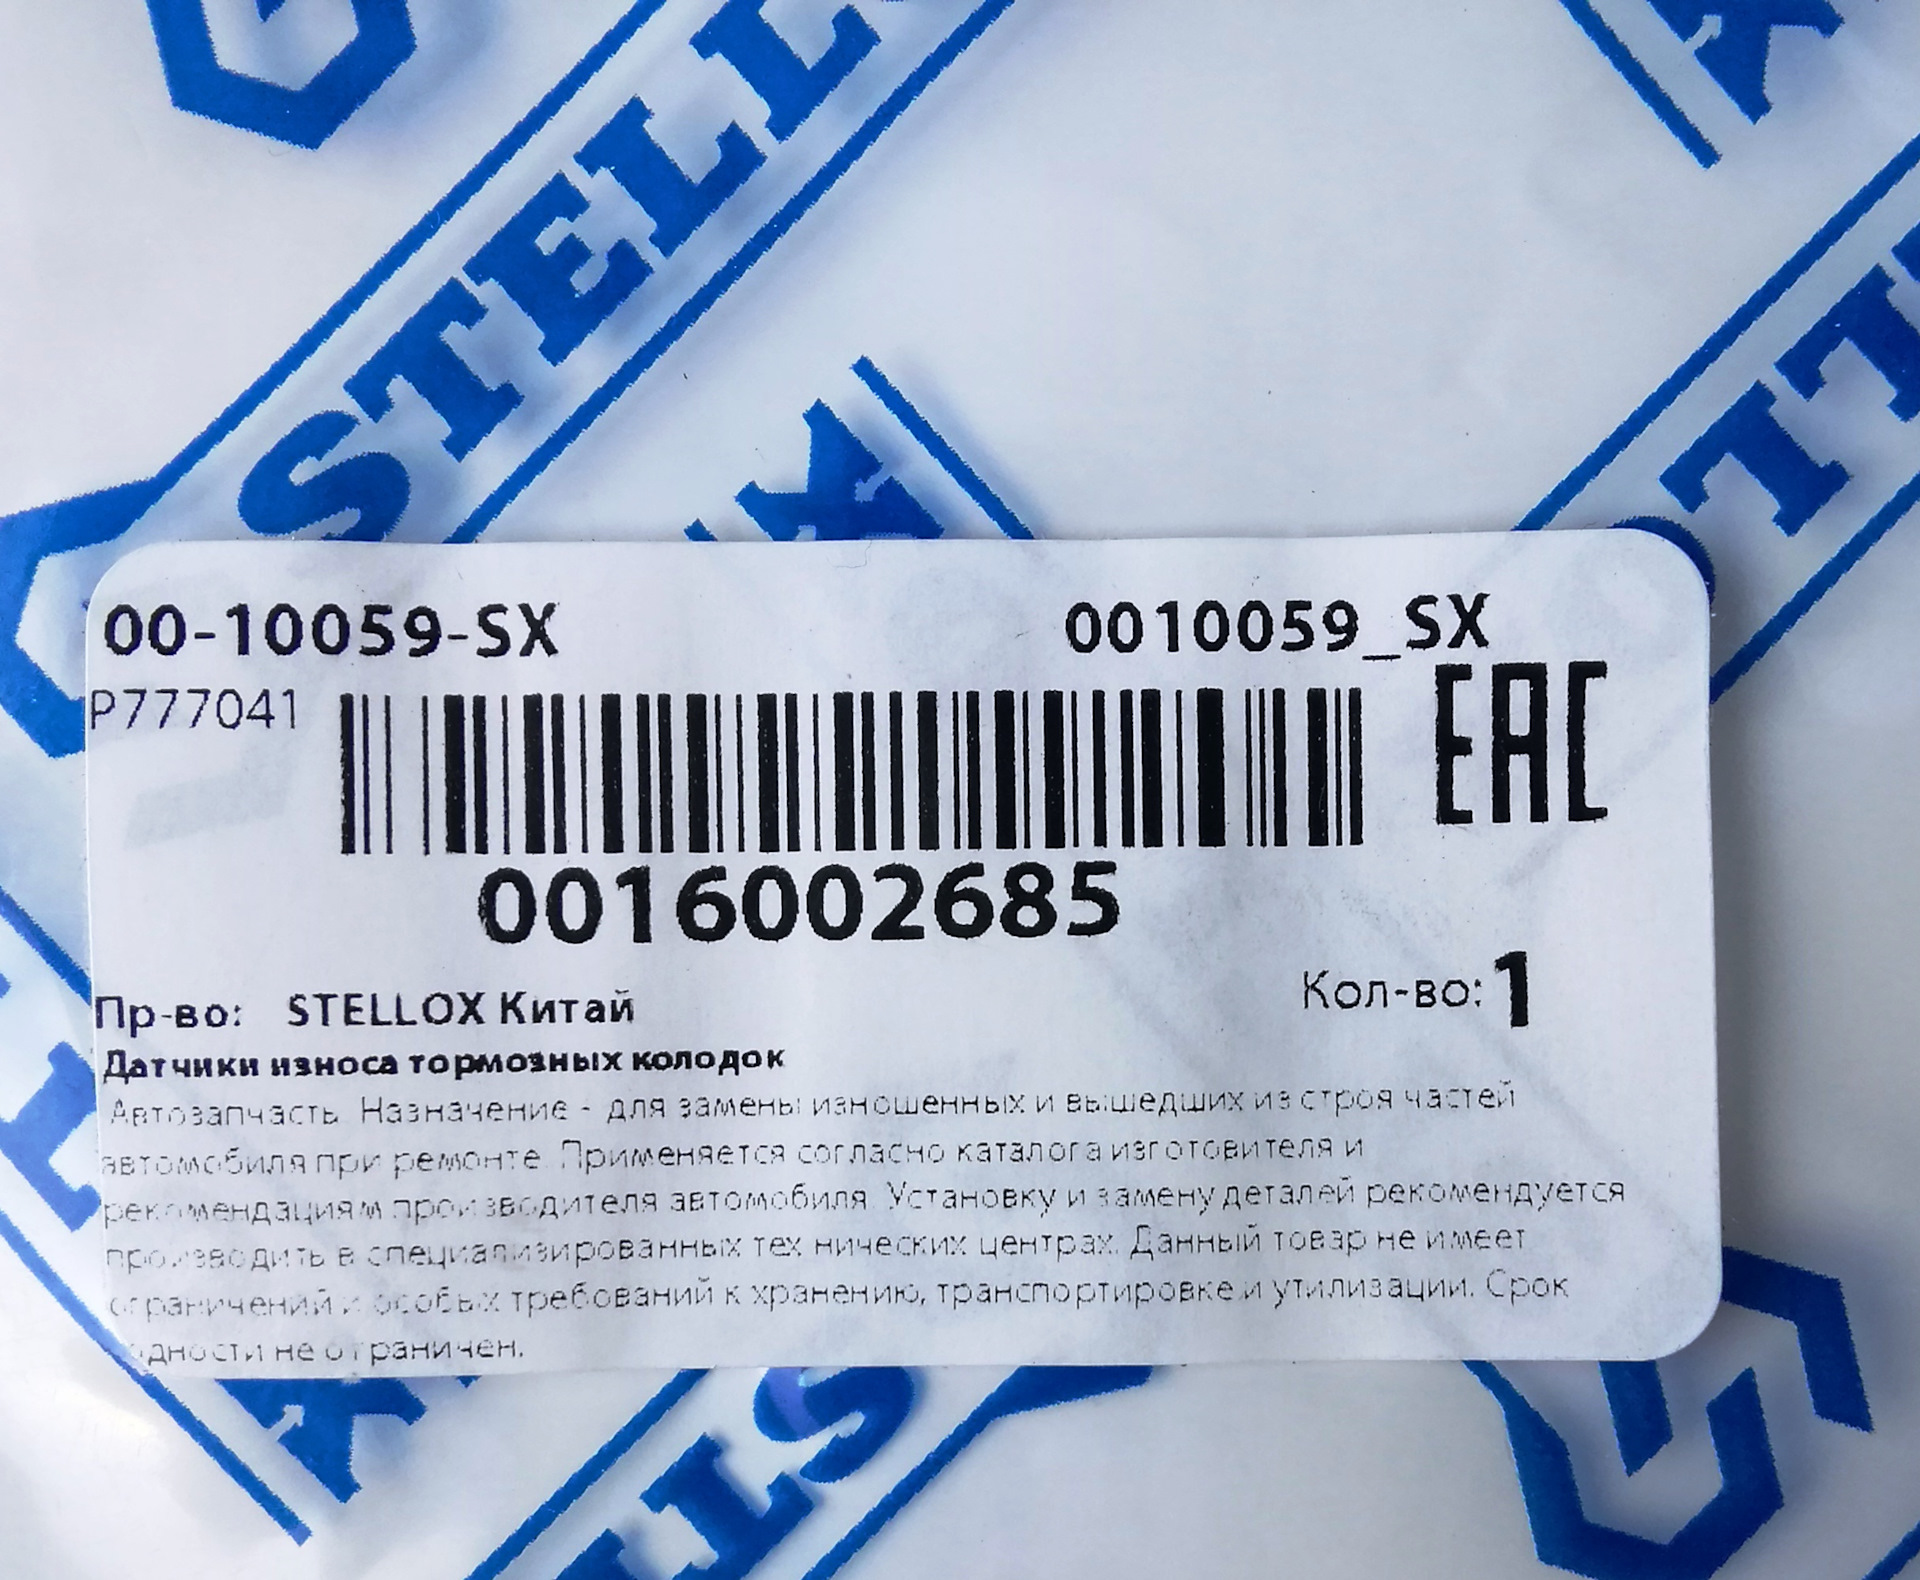 STELL
00-10059-SX 0010059_SX
P777041 EAC
0016002685
Кол-во: 1
Пр-во: STELLOX Китай
Датчики износа тормозных колодок
Автозапчасть. Назначение - для замены изношенных и вышедших из строя частей
автомобиля при ремонте. Применяется согласно каталога изготовителя и
рекомендациям производителя автомобиля. Установку и замену деталей рекомендуется
производить в специализированных тех нических центрах. Данный товар не имеет
ограничений и особых требований к хранению, транспортировке и утилизации. Срок
годности не ограничен.